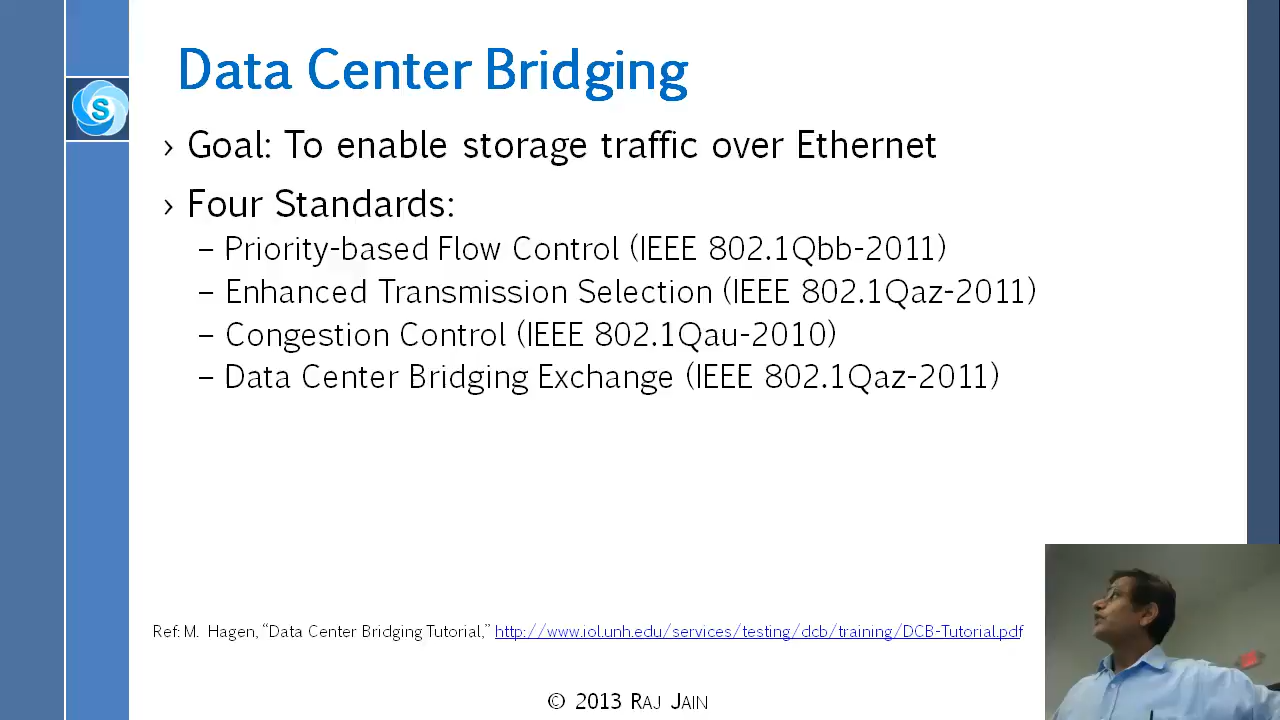 Data Center Bridging
S
› Goal: To enable storage traffic over Ethernet
› Four Standards:
– Priority-based Flow Control (IEEE 802.1Qbb-2011)
– Enhanced Transmission Selection (IEEE 802.1Qaz-2011)
– Congestion Control (IEEE 802.1Qau-2010)
– Data Center Bridging Exchange (IEEE 802.1Qaz-2011)
Ref: M. Hagen, “Data Center Bridging Tutorial,” http://www.iol.unh.edu/services/testing/dcb/training/DCB-Tutorial.pdf
© 2013 RAJ JAIN